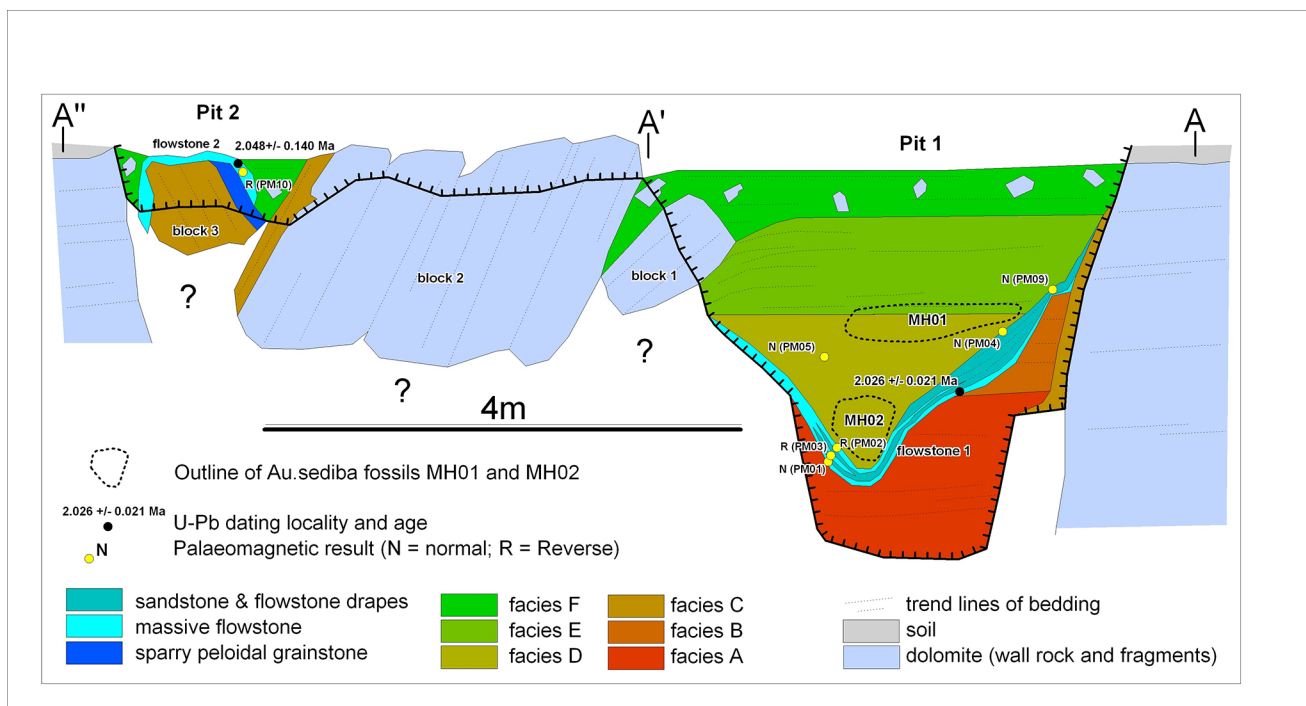 A"
Pit 2
A'
Pit 1
A
flowstone 2
2.048+/- 0.140 Ma
R (PM10)
block 3
block 2
block 1
?
?
?
N (PM09)
MH01
N (PM04)
N (PM05)
2.026 +/- 0.021 Ma
MH02
R (PM03)
R (PM02)
N (PM01)
flowstone 1
4m
Outline of Au.sediba fossils MH01 and MH02
2.026 +/- 0.021 Ma
U-Pb dating locality and age
N
Palaeomagnetic result (N = normal; R = Reverse)
sandstone & flowstone drapes
massive flowstone
sparry peloidal grainstone
facies F
facies E
facies D
facies C
facies B
facies A
trend lines of bedding
soil
dolomite (wall rock and fragments)